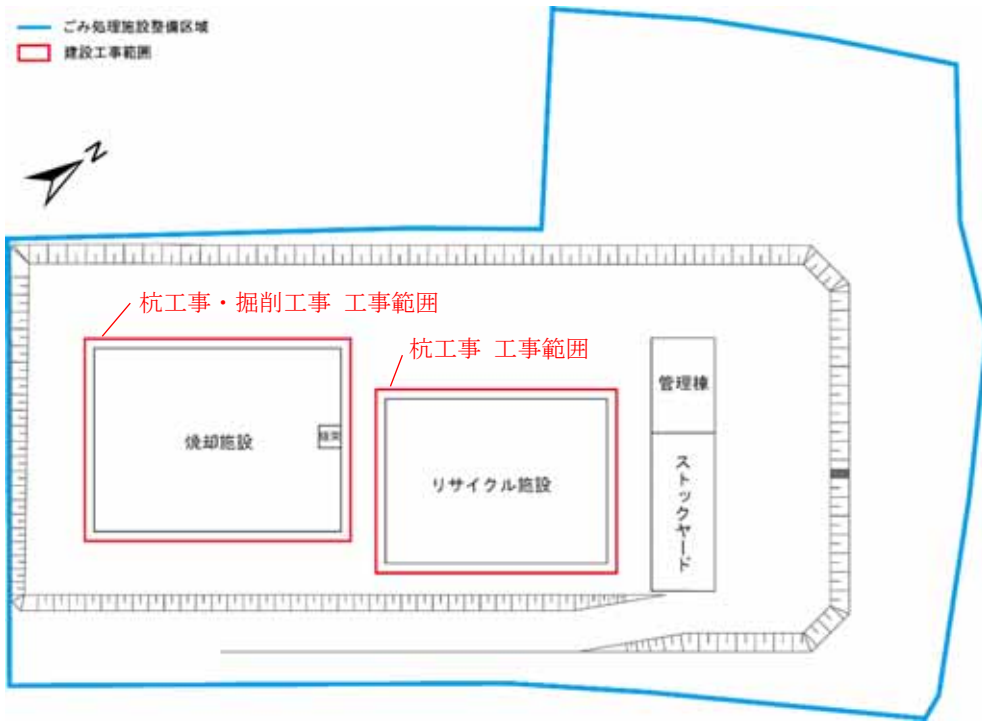 ごみ処理施設整備区域
建設工事範囲
N
杭工事・掘削工事 工事範囲
杭工事 工事範囲
管理棟
焼却施設
リサイクル施設
ストックヤード